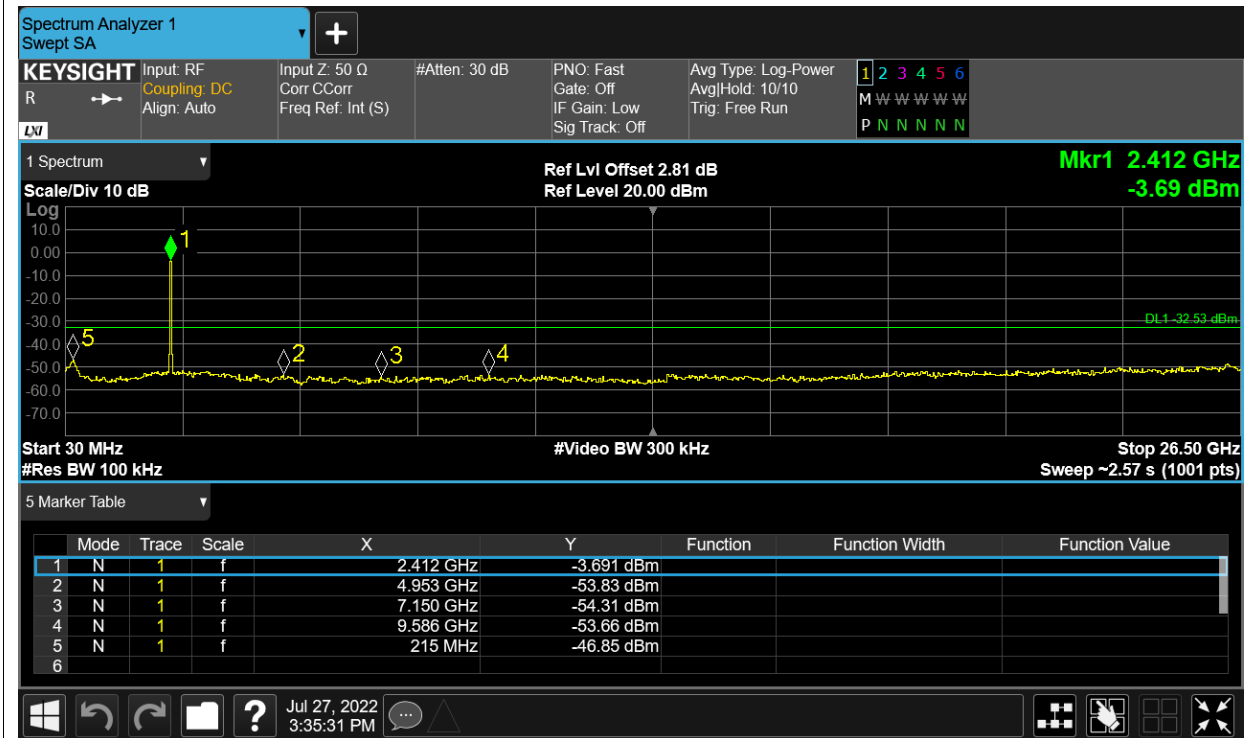 Spectrum Analyzer 1
Swept SA
KEYSIGHT
R
LXI
Input: RF
Coupling: DC
Align: Auto
Input Z: 50 Ω
Corr CCorr
Freq Ref: Int (S)
#Atten: 30 dB
PNO: Fast
Gate: Off
IF Gain: Low
Sig Track: Off
Avg Type: Log-Power
Avg|Hold: 10/10
Trig: Free Run
1 2 3 4 5 6
M W W W W W
P N N N N N
1 Spectrum
Scale/Div 10 dB
Ref Lvl Offset 2.81 dB
Ref Level 20.00 dBm
Mkr1 2.412 GHz
-3.69 dBm
Log
10.0
0.00
-10.0
-20.0
-30.0
-40.0
-50.0
-60.0
-70.0
1
5
2
3
4
DL1 -32.53 dBm
Start 30 MHz
#Res BW 100 kHz
#Video BW 300 kHz
Stop 26.50 GHz
Sweep ~2.57 s (1001 pts)
5 Marker Table
Mode Trace Scale X Y Function Function Width Function Value
1 N 1 f 2.412 GHz -3.691 dBm
2 N 1 f 4.953 GHz -53.83 dBm
3 N 1 f 7.150 GHz -54.31 dBm
4 N 1 f 9.586 GHz -53.66 dBm
5 N 1 f 215 MHz -46.85 dBm
6
?
Jul 27, 2022
3:35:31 PM